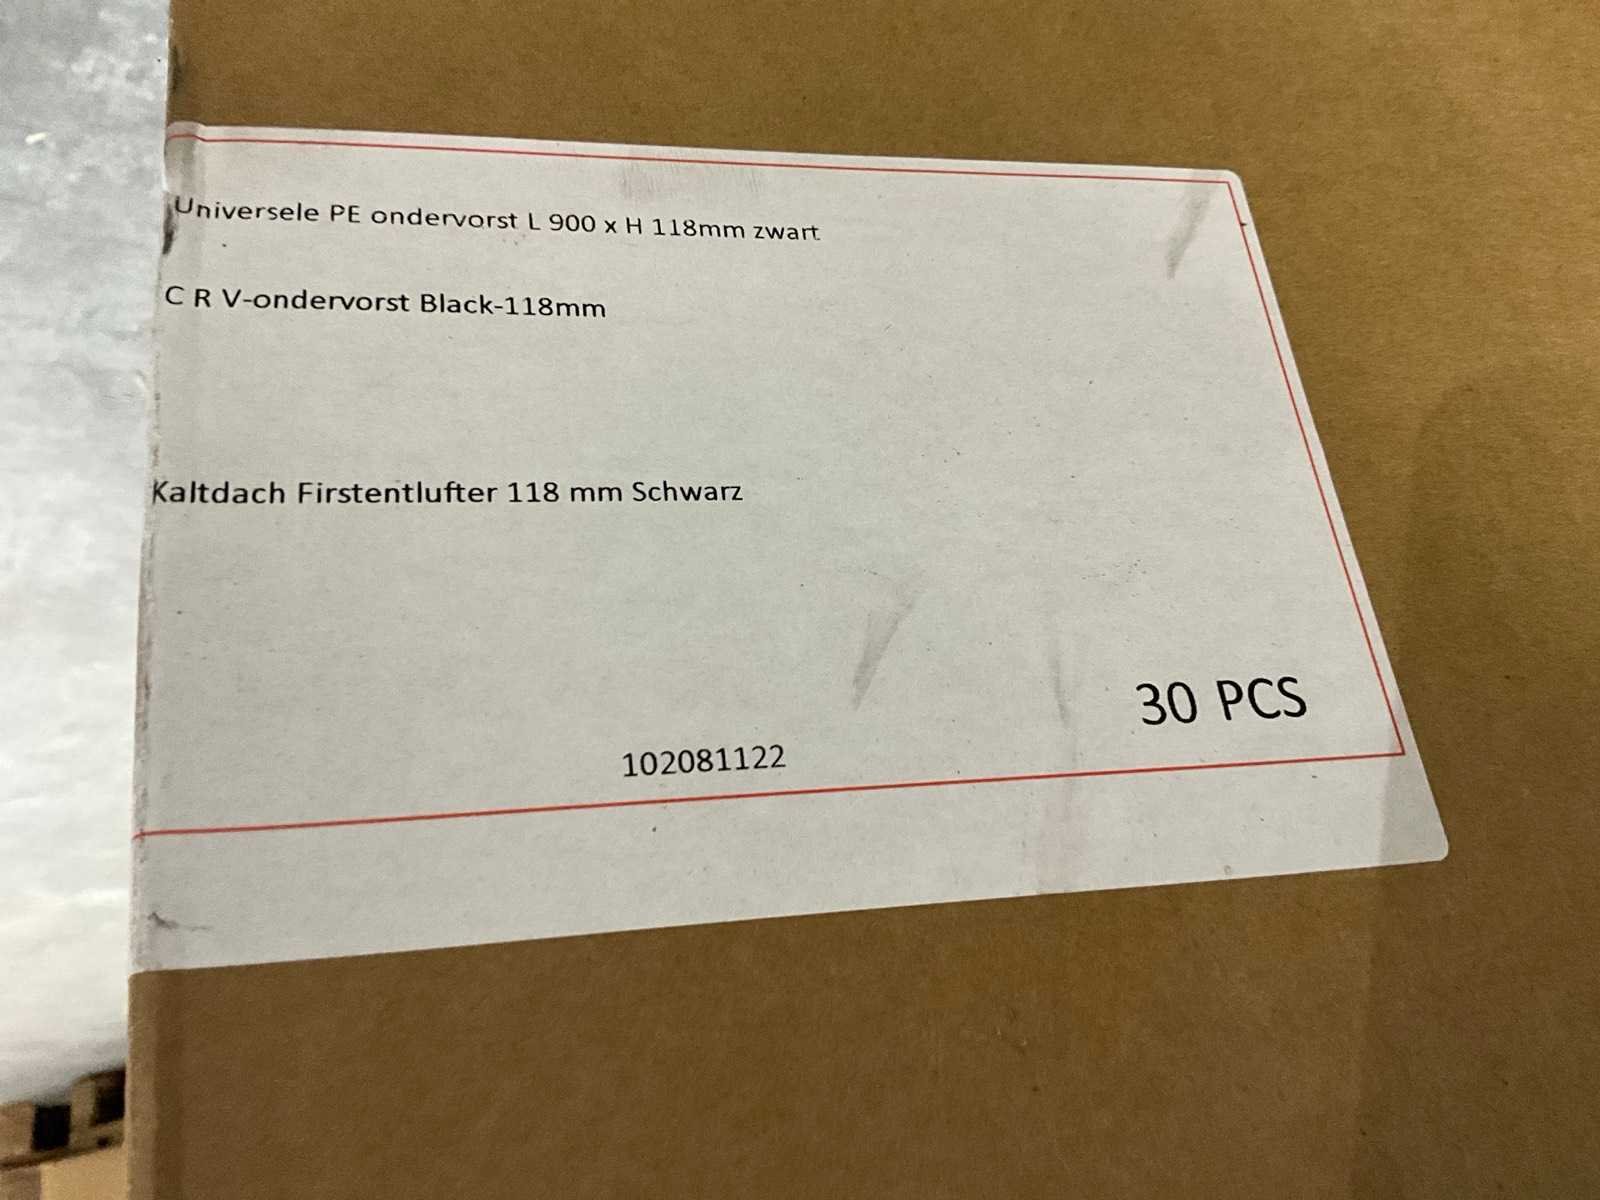 Universele PE ondervorst L 900 x H 118mm zwart
C R V-ondervorst Black-118mm
Kaltdach Firstentlufter 118 mm Schwarz
30 PCS
102081122